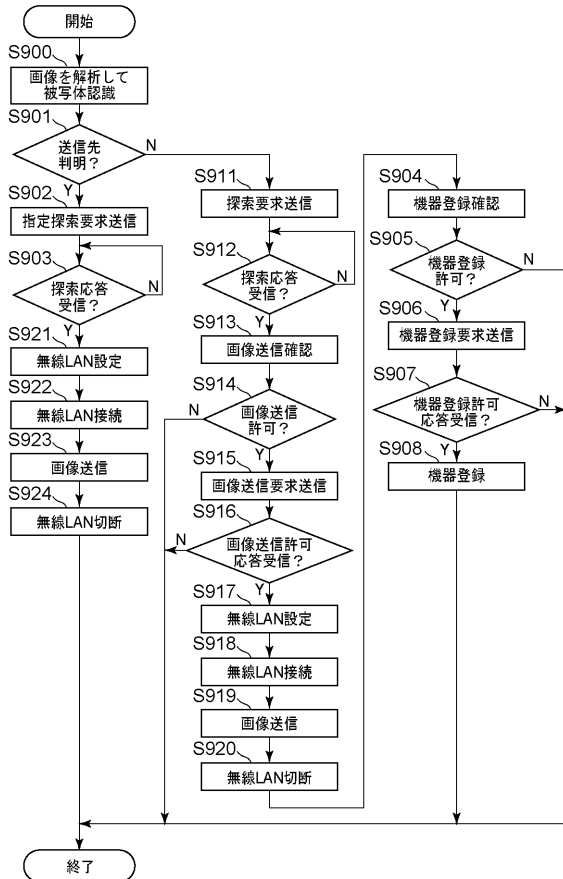 開始
S900
画像を解析して
被写体認識
S901
送信先
判明？
N
Y
S902
指定探索要求送信
S903
探索応答
受信？
N
Y
S921
無線LAN設定
S922
無線LAN接続
S923
画像送信
S924
無線LAN切断
終了
S911
探索要求送信
S912
探索応答
受信？
N
Y
S913
画像送信確認
S914
画像送信
許可？
N
Y
S915
画像送信要求送信
S916
画像送信許可
応答受信？
N
Y
S917
無線LAN設定
S918
無線LAN接続
S919
画像送信
S920
無線LAN切断
S904
機器登録確認
S905
機器登録
許可？
N
Y
S906
機器登録要求送信
S907
機器登録許可
応答受信？
N
Y
S908
機器登録